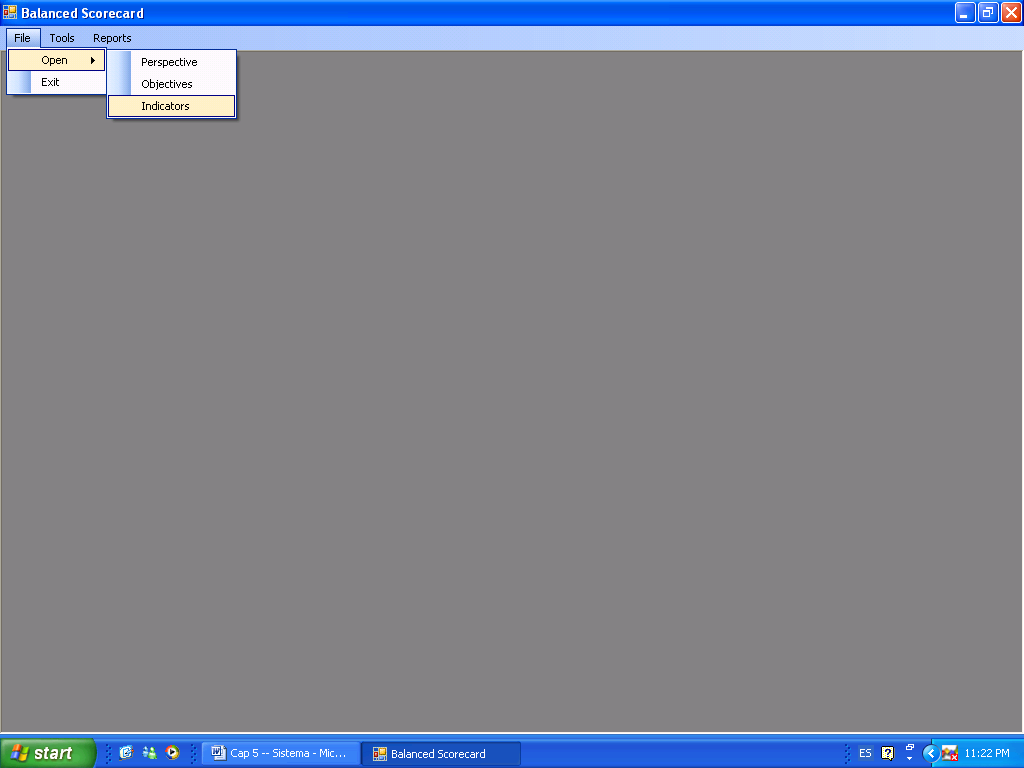 Balanced Scorecard
File Tools Reports
Open
Exit
Perspective
Objectives
Indicators
start
Cap 5 -- Sistema - Mic...
Balanced Scorecard
ES
11:22 PM